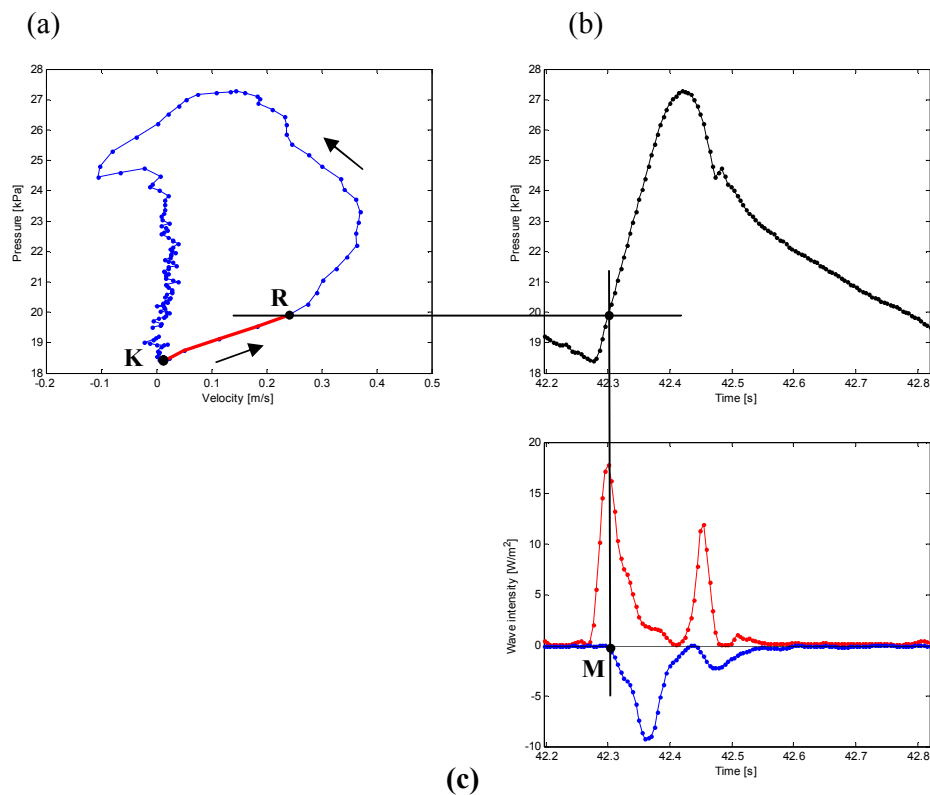 (a)
(b)
28
27
26
25
24
23
22
21
20
19
18
Pressure [kPa]
R
K
-0.2 -0.1 0 0.1 0.2 0.3 0.4 0.5
Velocity [m/s]
28
27
26
25
24
23
22
21
20
19
18
Pressure [kPa]
42.2 42.3 42.4 42.5 42.6 42.7 42.8
Time [s]
20
15
10
5
0
-5
-10
Wave intensity [W/m²]
M
42.2 42.3 42.4 42.5 42.6 42.7 42.8
Time [s]
(c)